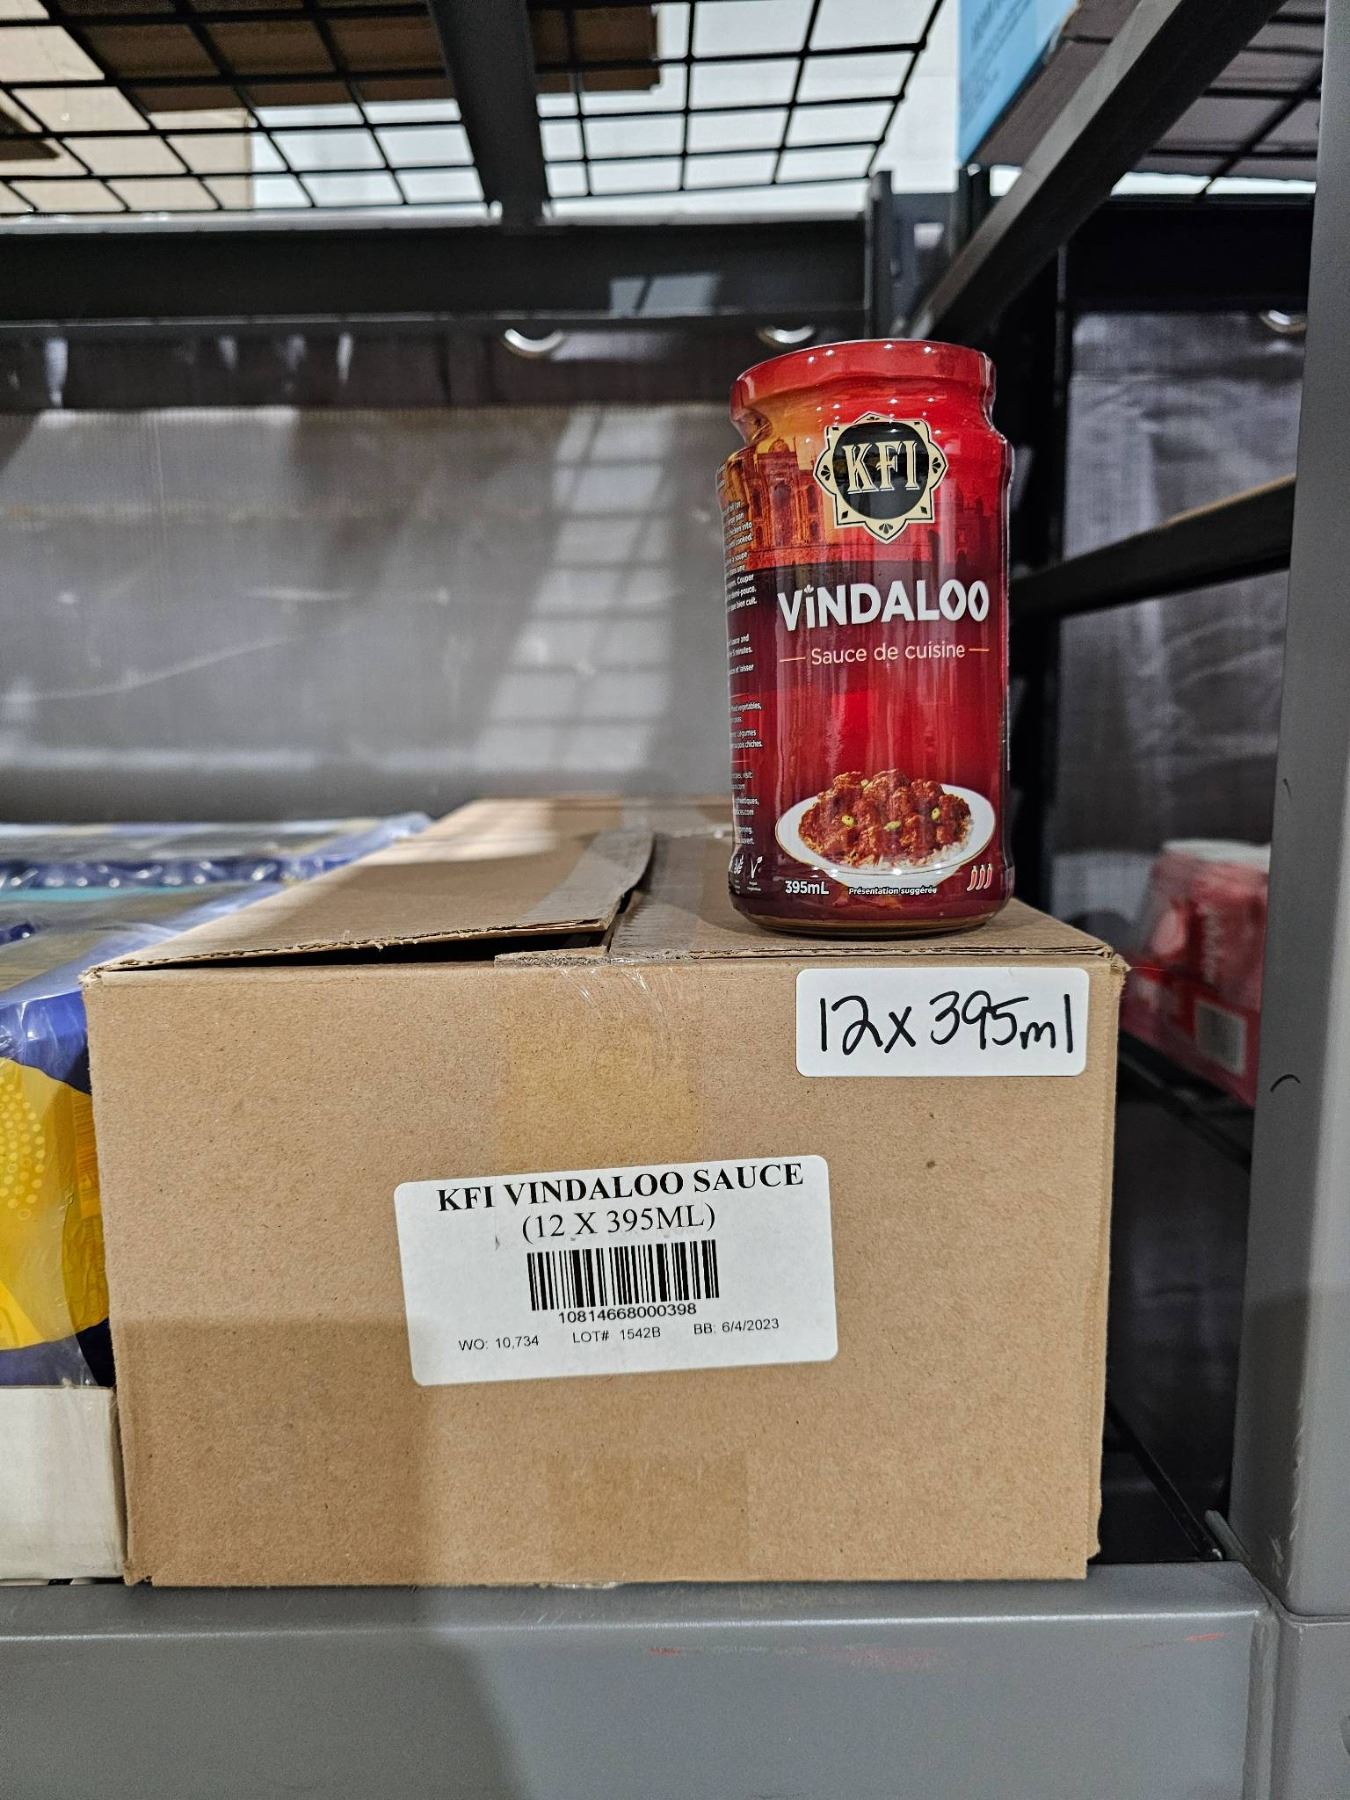 KFI
ViNDALOO
Sauce de cuisine
395mL
Présentation suggérée
12x395ml
KFI VINDALOO SAUCE
(12 X 395ML)
10814668000398
WO: 10,734 LOT# 1542B BB: 6/4/2023